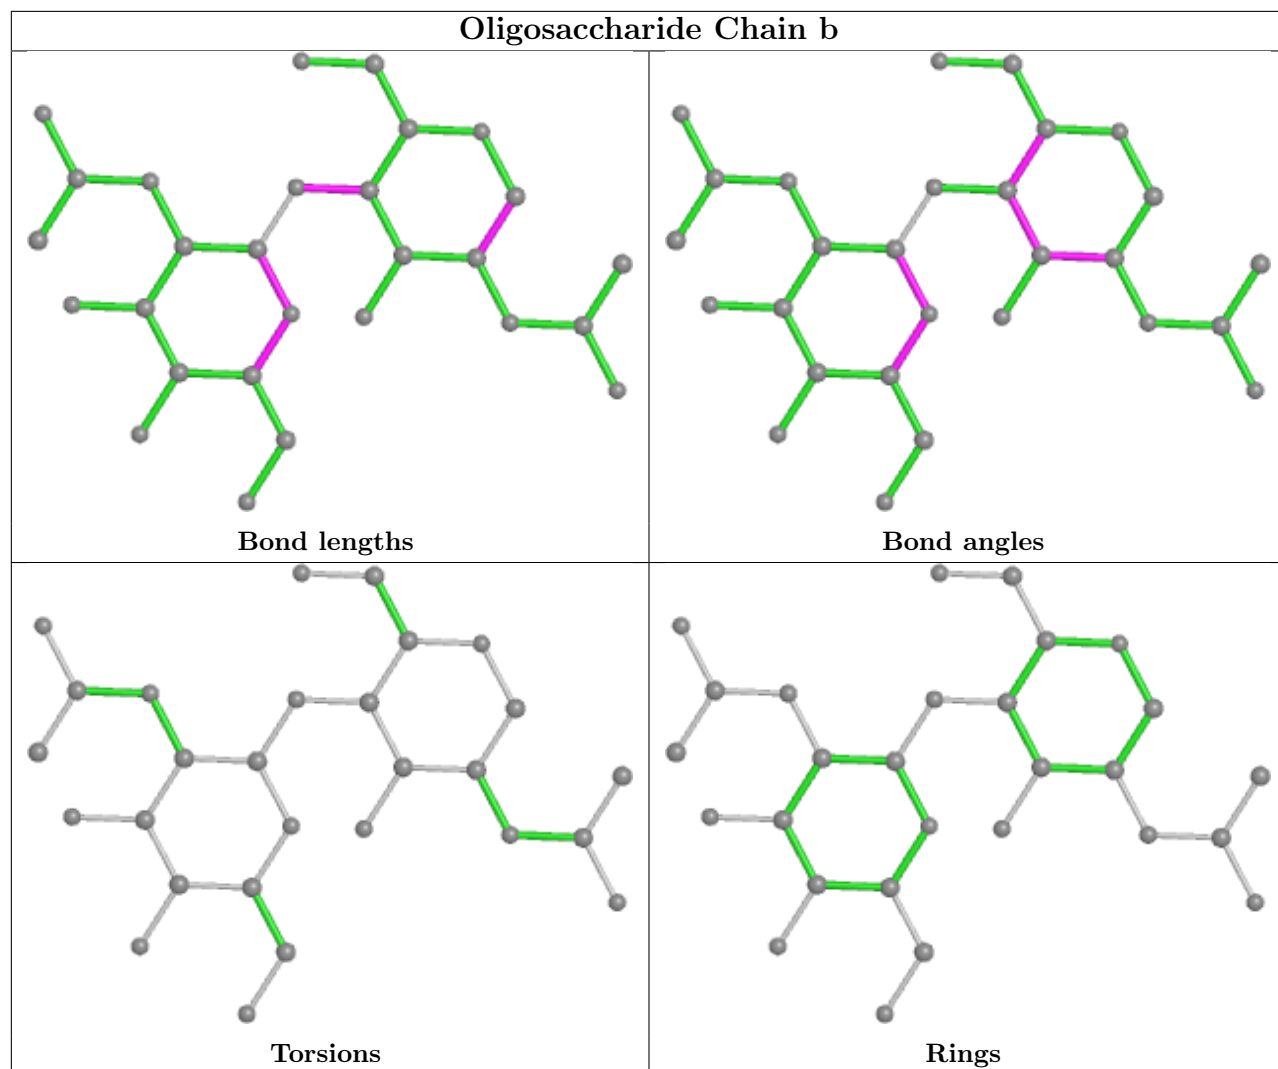 Oligosaccharide Chain b
Bond lengths
Bond angles
Torsions
Rings